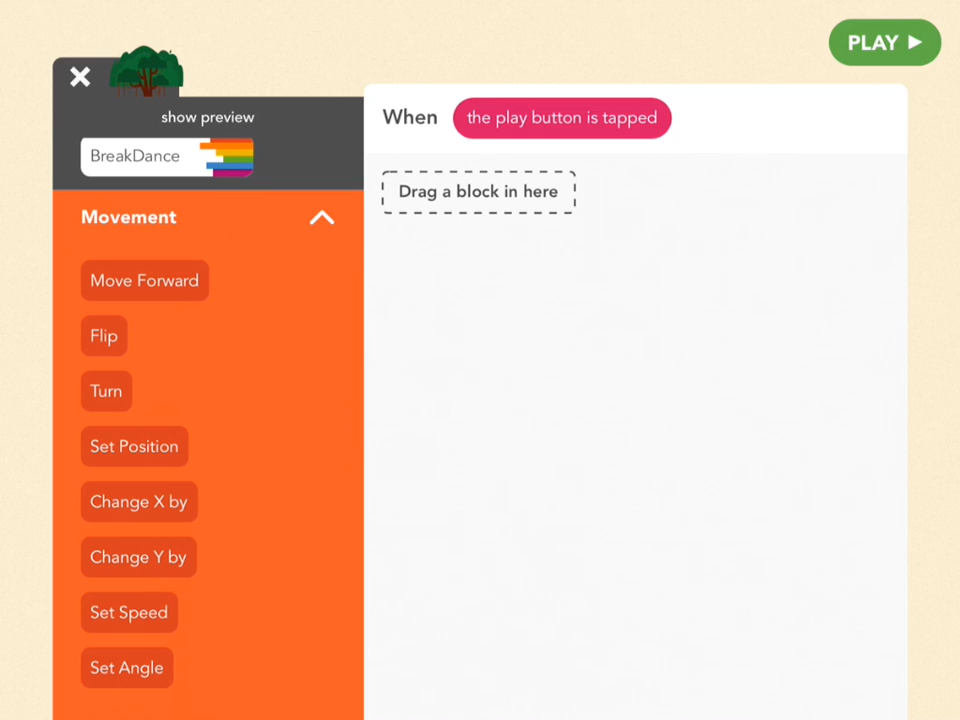 PLAY
show preview
BreakDance
When the play button is tapped
Drag a block in here
Movement
Move Forward
Flip
Turn
Set Position
Change X by
Change Y by
Set Speed
Set Angle